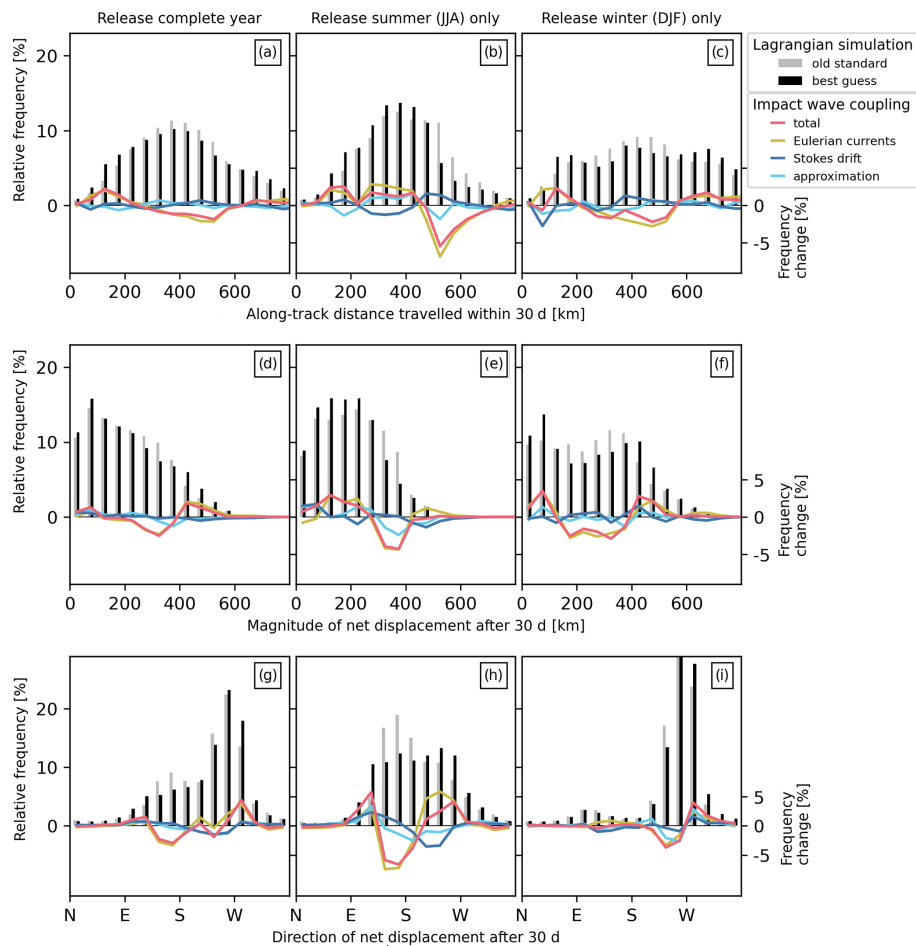 Release complete year
Release summer (JJA) only
Release winter (DJF) only
Relative frequency [%]
20
10
0
(a)
(b)
(c)
Lagrangian simulation
old standard
best guess
Impact wave coupling
total
Eulerian currents
Stokes drift
approximation
0
-5
Frequency
change [%]
0 200 400 600
0 200 400 600
0 200 400 600
Along-track distance travelled within 30 d [km]
Relative frequency [%]
20
10
0
(d)
(e)
(f)
5
0
-5
Frequency
change [%]
0 200 400 600
0 200 400 600
0 200 400 600
Magnitude of net displacement after 30 d [km]
Relative frequency [%]
20
10
0
(g)
(h)
(i)
5
0
-5
Frequency
change [%]
N E S W
N E S W
N E S W
Direction of net displacement after 30 d